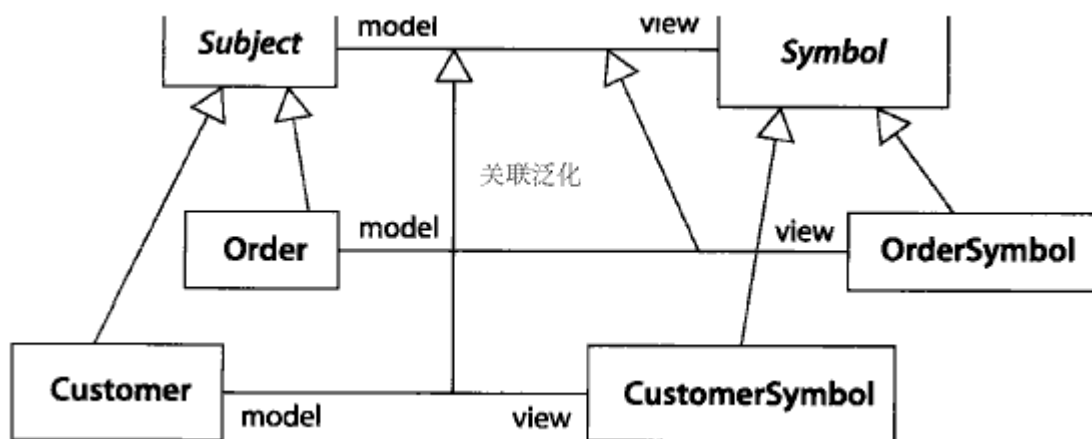 model
view
Subject
Symbol
关联泛化
model
view
Order
OrderSymbol
Customer
CustomerSymbol
model
view